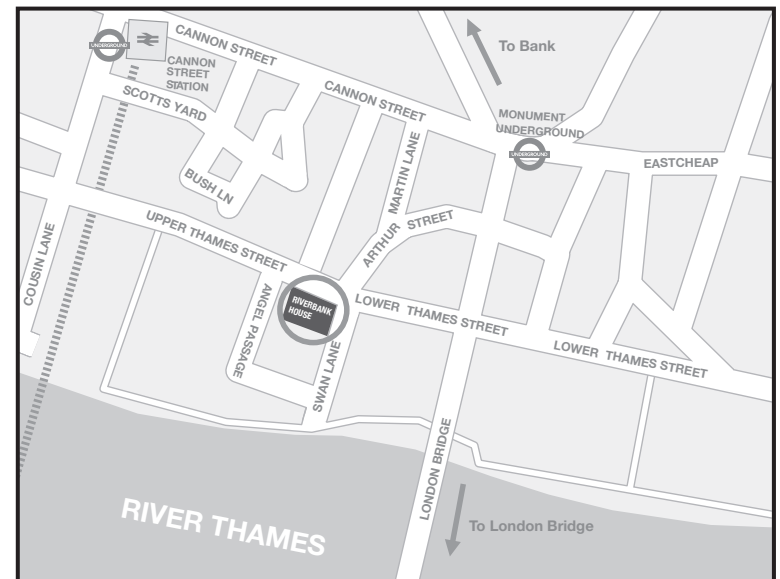 UNDERGROUND
CANNON STREET
CANNON
STREET
STATION
To Bank
SCOTTS YARD
CANNON STREET
MONUMENT
UNDERGROUND
UNDERGROUND
EASTCHEAP
MARTIN LANE
BUSH LN
UPPER THAMES STREET
ARTHUR STREET
COUSIN LANE
ANGEL PASSAGE
RIVERBANK
HOUSE
LOWER THAMES STREET
LOWER THAMES STREET
SWAN LANE
LONDON BRIDGE
RIVER THAMES
To London Bridge